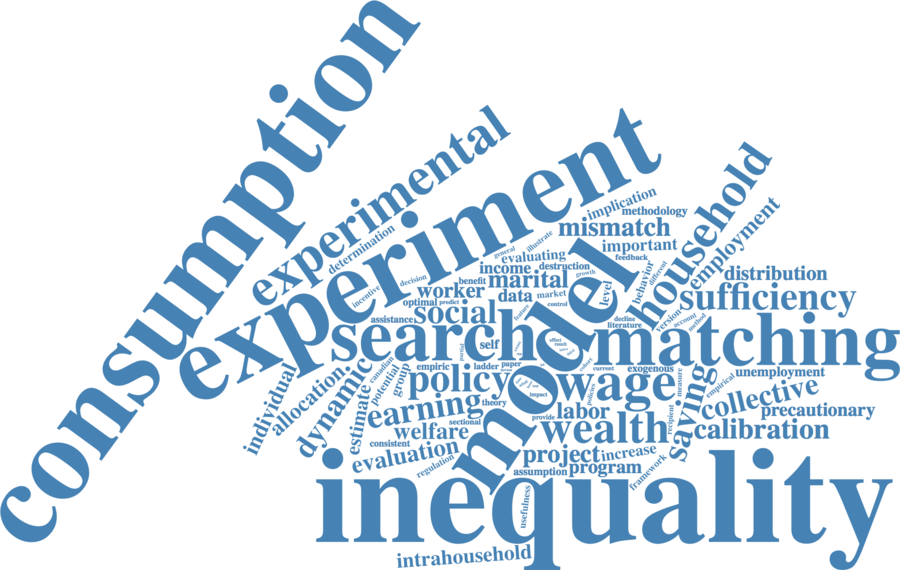 consumption
experimental
determination
experiment
implication
methodology
mismatch
important
feedback
household
employment
general
illustrate
evaluating
income
destruction
growth
marital
behavior
different
distribution
decision
incentive
benefit
worker
data
market
level
sufficiency
optimal
predict
control
version
account
method
assistance
social
feature
model
decline
literature
search
self
effect
matching
canadian
empiric
ladder
paper
current
exogenous
unemployment
individual
allocation
dynamic
potential
group
policy
impact
wage
policies
measure
empirical
saving
collective
precautionary
estimate
earning
theory
sectional
provide
labor
recipient
calibration
consistent
welfare
wealth
evaluation
regulation
project
increase
assumption
program
framework
inequality
usefulness
intrahousehold